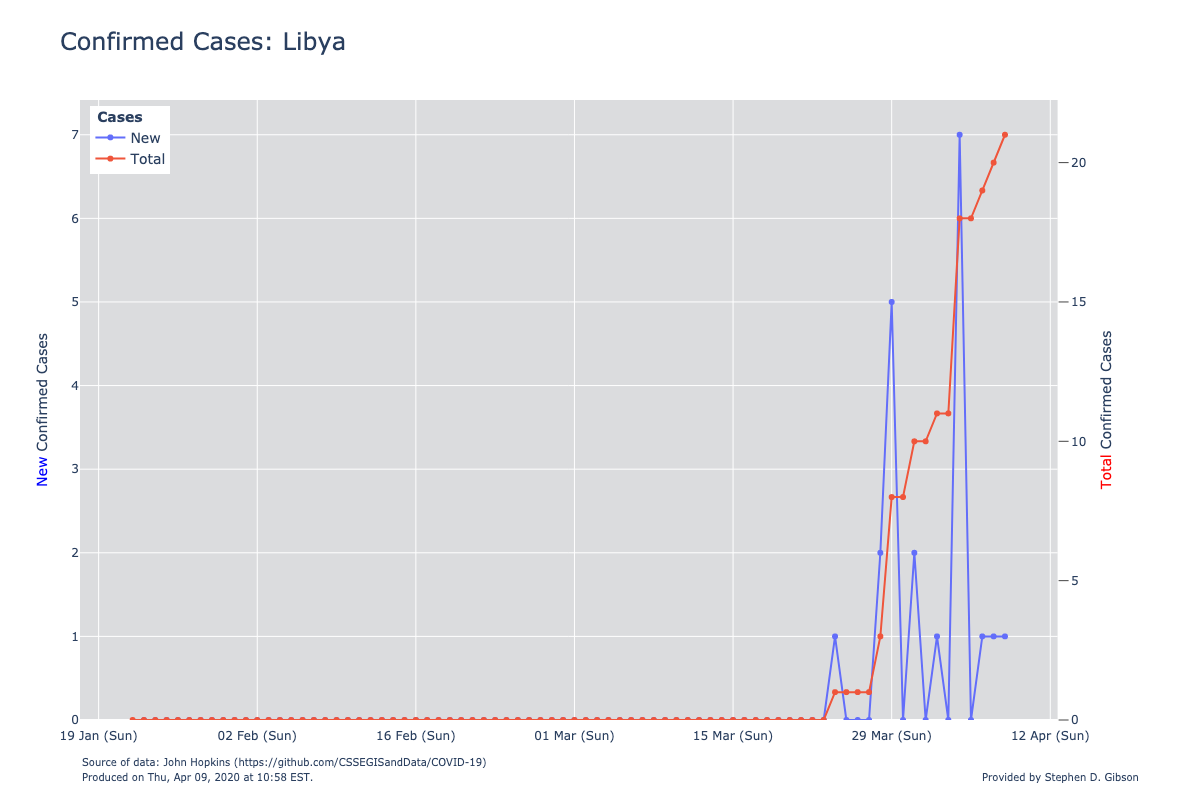 Confirmed Cases: Libya
Cases
New
Total
7
6
5
4
3
2
1
0
New Confirmed Cases
20
15
10
5
0
Total Confirmed Cases
19 Jan (Sun)
02 Feb (Sun)
16 Feb (Sun)
01 Mar (Sun)
15 Mar (Sun)
29 Mar (Sun)
12 Apr (Sun)
Source of data: John Hopkins (https://github.com/CSSEGISandData/COVID-19)
Produced on Thu, Apr 09, 2020 at 10:58 EST.
Provided by Stephen D. Gibson